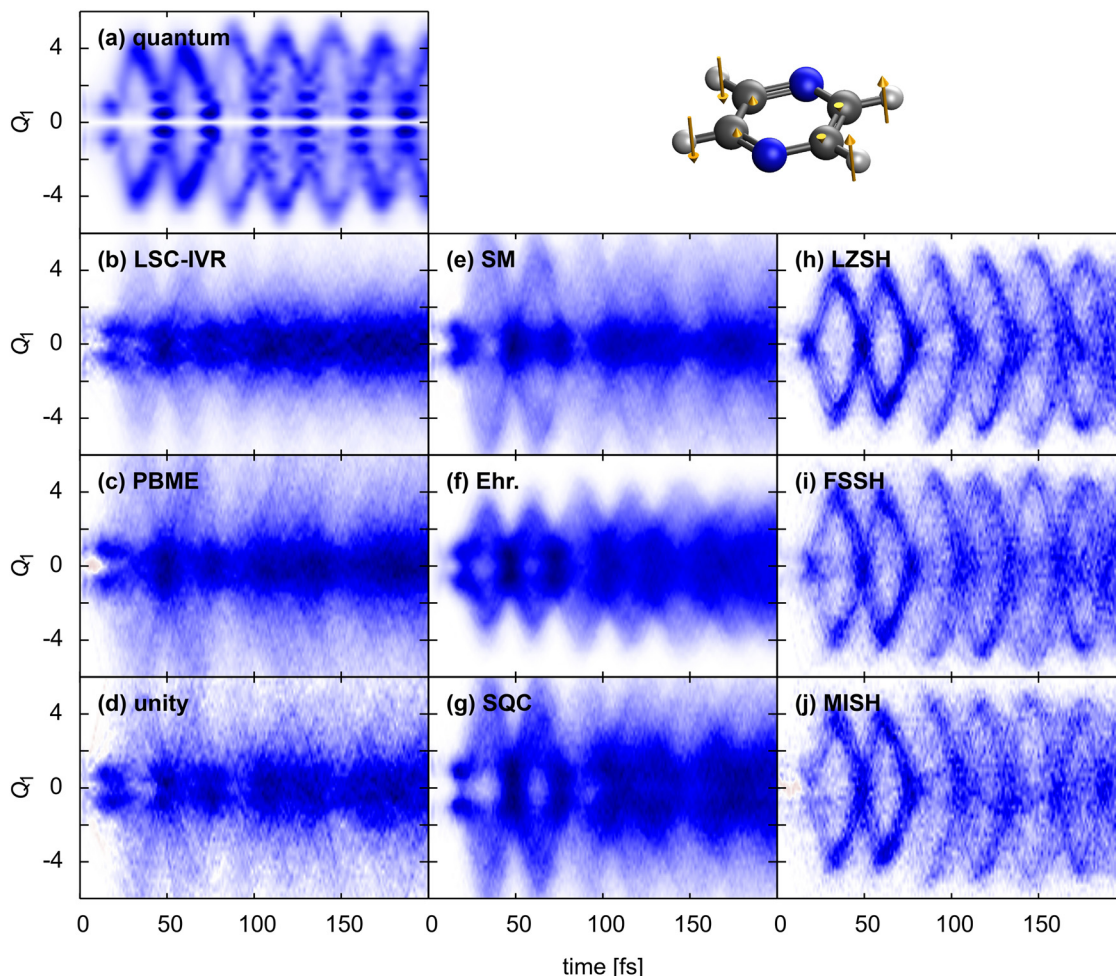 (a) quantum
4
0
-4
Q1
(b) LSC-IVR
(e) SM
(h) LZSH
4
0
-4
Q1
(c) PBME
(f) Ehr.
(i) FSSH
4
0
-4
Q1
(d) unity
(g) SQC
(j) MISH
4
0
-4
Q1
0 50 100 150 0 50 100 150 0 50 100 150
time [fs]